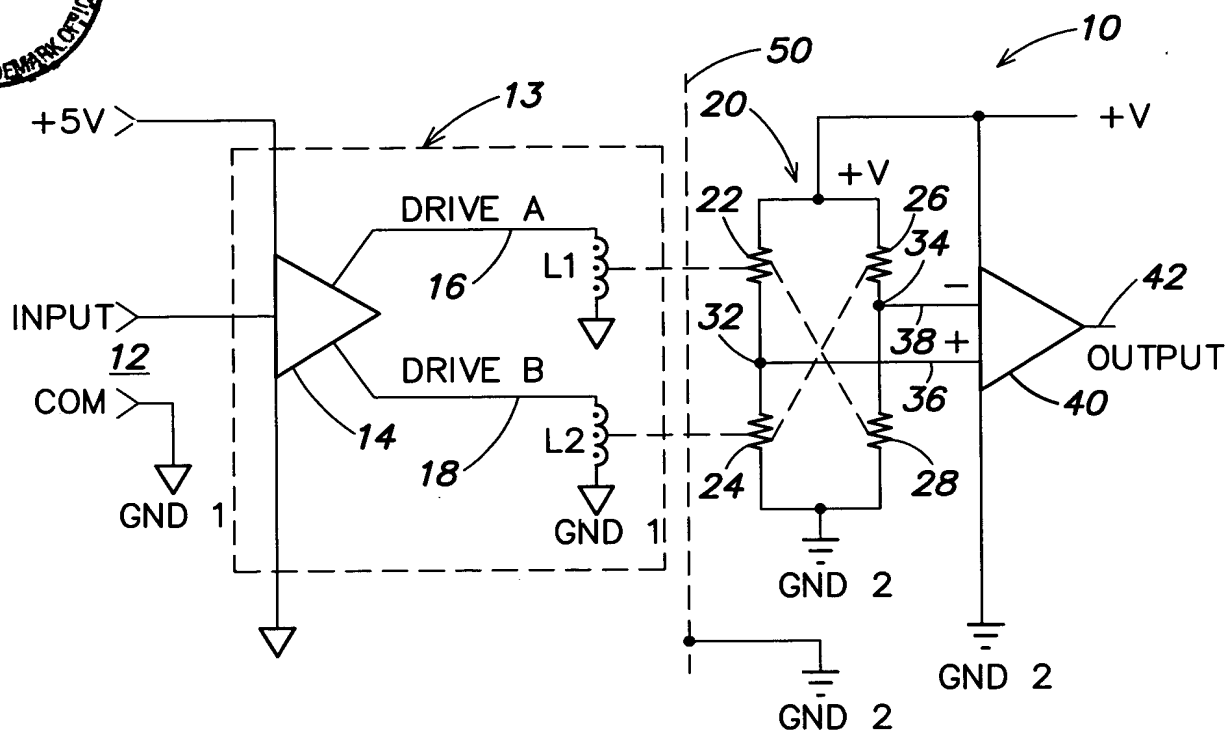 10
50
+5V
13
20
+V
+V
DRIVE A
22
26
L1
34
16
−
42
INPUT
32
38
12
+
OUTPUT
DRIVE B
36
COM
40
14
L2
18
24
28
GND 1
GND 1
GND 2
GND 2
GND 2